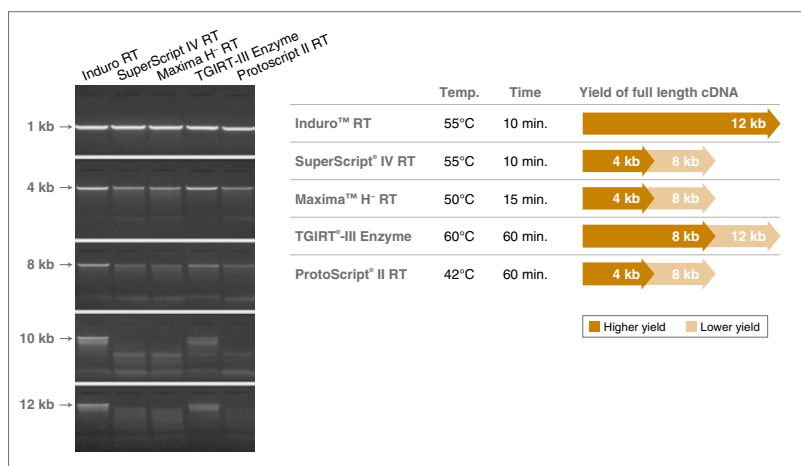 Induro RT
SuperScript IV RT
Maxima H⁻ RT
TGIRT-III Enzyme
Protoscript II RT
1 kb →
4 kb →
8 kb →
10 kb →
12 kb →
Temp. Time Yield of full length cDNA
Induro™ RT 55°C 10 min. 12 kb
SuperScript® IV RT 55°C 10 min. 4 kb 8 kb
Maxima™ H⁻ RT 50°C 15 min. 4 kb 8 kb
TGIRT®-III Enzyme 60°C 60 min. 8 kb 12 kb
ProtoScript® II RT 42°C 60 min. 4 kb 8 kb
Higher yield Lower yield